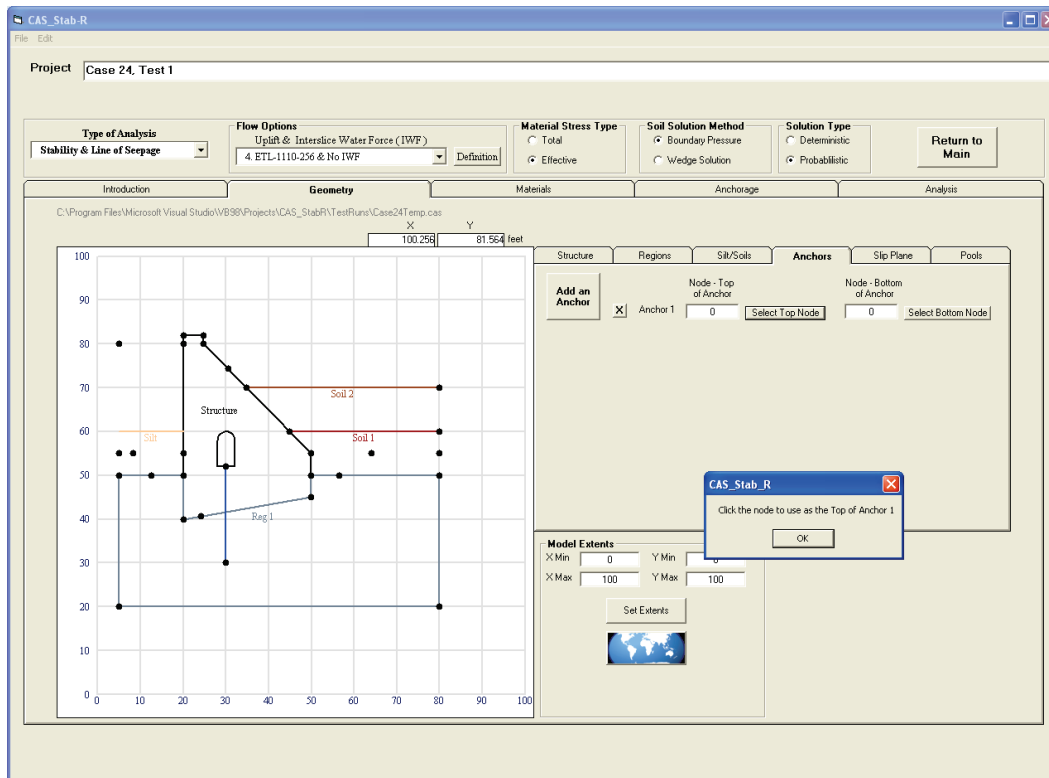 CAS_Stab-R
File Edit
Project Case 24, Test 1
Type of Analysis
Stability & Line of Seepage
Flow Options
Uplift & Interslice Water Force ( IWF )
4. ETL-1110-256 & No IWF Definition
Material Stress Type
Total
Effective
Soil Solution Method
Boundary Pressure
Wedge Solution
Solution Type
Deterministic
Probablilistic
Return to
Main
Introduction Geometry Materials Anchorage Analysis
C:\Program Files\Microsoft Visual Studio\VB98\Projects\CAS_StabR\TestRuns\Case24Temp.cas
X Y
100.256 81.564 feet
Structure Regions Silt/Soils Anchors Slip Plane Pools
Add an
Anchor
X Anchor 1
Node - Top
of Anchor
0 Select Top Node
Node - Bottom
of Anchor
0 Select Bottom Node
100
90
80
70
60
50
40
30
20
10
0
Soil 2
Structure
Silt
Soil 1
Reg 1
0 10 20 30 40 50 60 70 80 90 100
CAS_Stab_R
Click the node to use as the Top of Anchor 1
OK
Model Extents
X Min 0 Y Min 0
X Max 100 Y Max 100
Set Extents